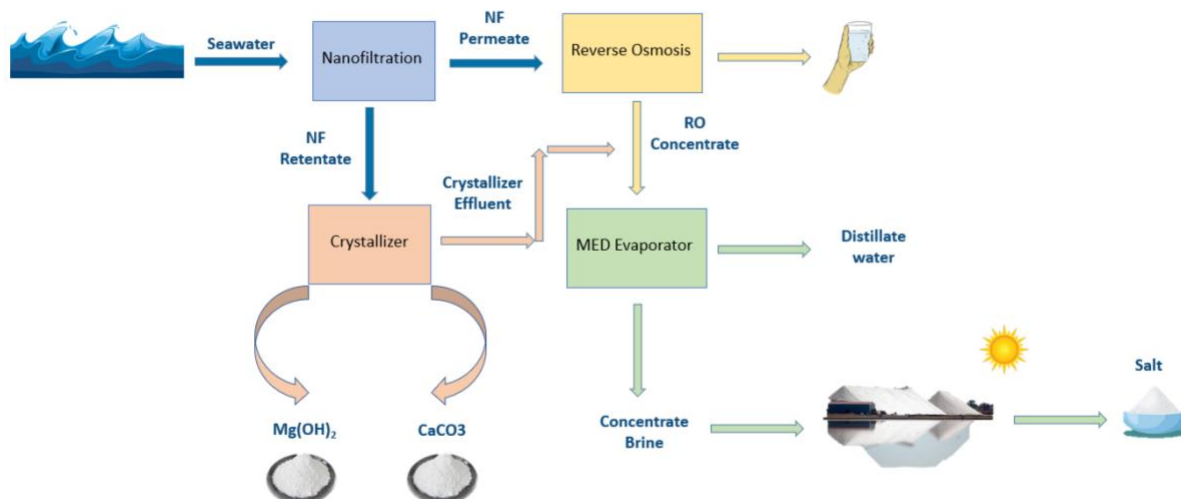 Seawater
Nanofiltration
NF
Permeate
Reverse Osmosis
NF
Retentate
RO
Concentrate
Crystallizer
Effluent
Crystallizer
MED Evaporator
Distillate
water
Mg(OH)₂
CaCO3
Concentrate
Brine
Salt